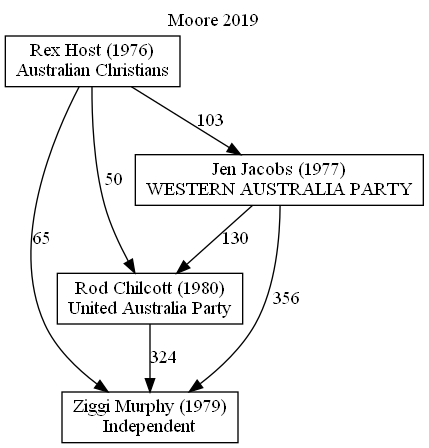 Moore 2019
Rex Host (1976)
Australian Christians
103
Jen Jacobs (1977)
WESTERN AUSTRALIA PARTY
50
65
130
Rod Chilcott (1980)
United Australia Party
356
324
Ziggi Murphy (1979)
Independent